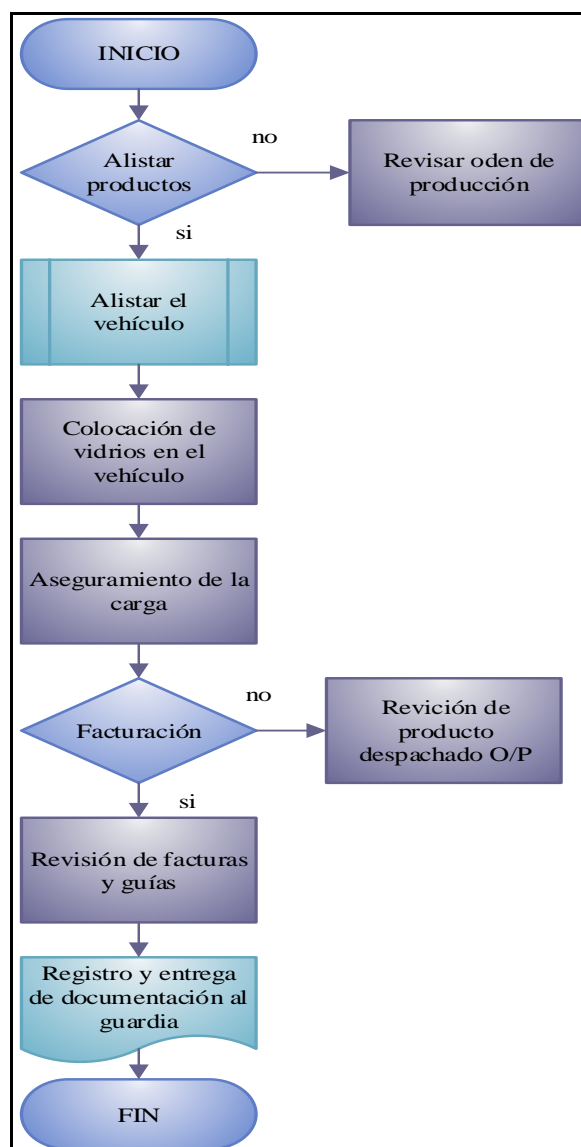 INICIO
Alistar
productos
no
Revisar oden de
producción
si
Alistar el
vehículo
Colocación de
vidrios en el
vehículo
Aseguramiento de la
carga
Facturación
no
Revición de
producto
despachado O/P
si
Revisión de facturas
y guías
Registro y entrega
de documentación al
guardia
FIN